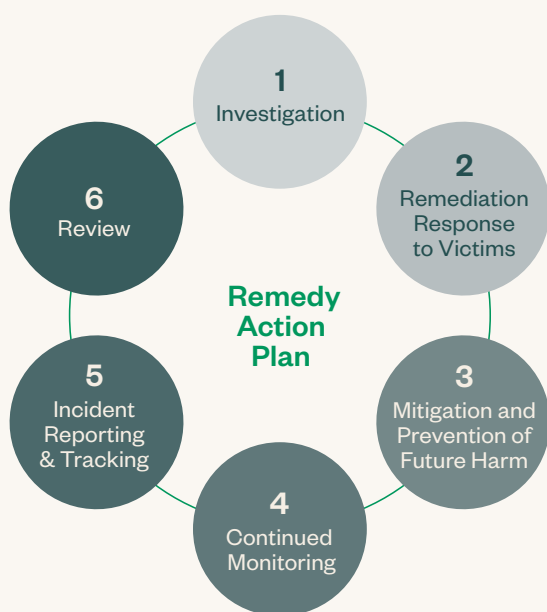 1
Investigation
2
Remediation
Response
to Victims
3
Mitigation and
Prevention of
Future Harm
4
Continued
Monitoring
5
Incident
Reporting
& Tracking
6
Review
Remedy
Action
Plan